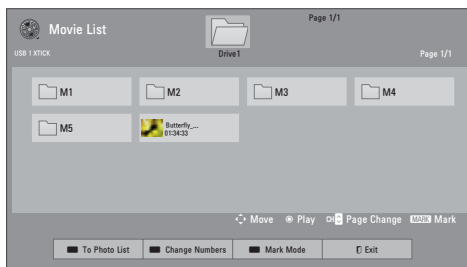 Movie List
Page 1/1
USB 1 XTICK
Drive1
Page 1/1
M1
M2
M3
M4
M5
Butterfly_...
01:34:33
Move
Play
CH Page Change
MARK Mark
To Photo List
Change Numbers
Mark Mode
Exit